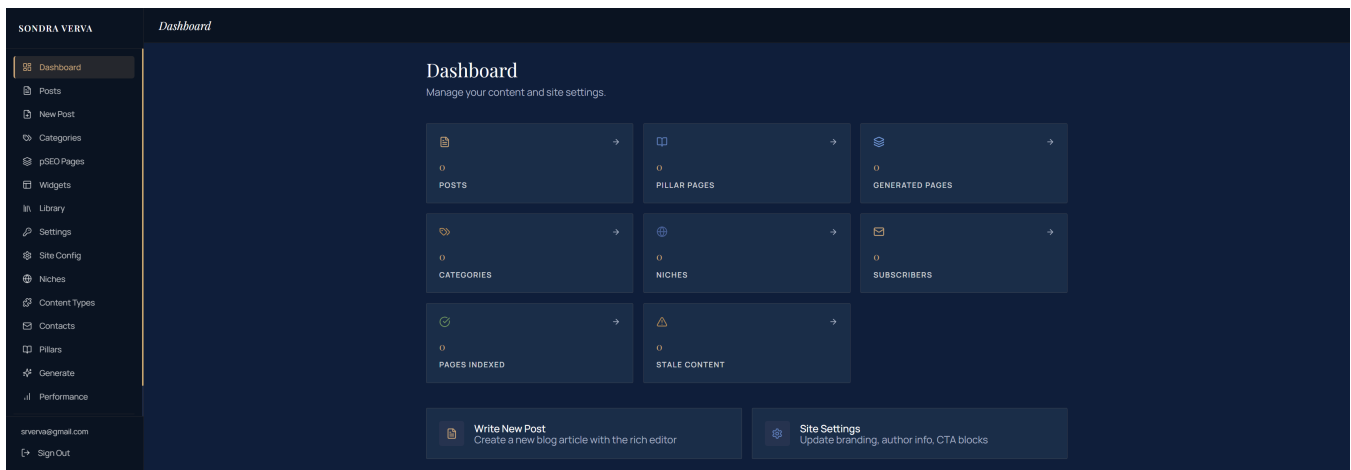 SONDRA VERVA
Dashboard
Dashboard
Posts
New Post
Categories
pSEO Pages
Widgets
Library
Settings
Site Config
Niches
Content Types
Contacts
Pillars
Generate
Performance
srverva@gmail.com
Sign Out
Dashboard
Manage your content and site settings.
0
POSTS
0
PILLAR PAGES
0
GENERATED PAGES
0
CATEGORIES
0
NICHES
0
SUBSCRIBERS
0
PAGES INDEXED
0
STALE CONTENT
Write New Post
Create a new blog article with the rich editor
Site Settings
Update branding, author info, CTA blocks